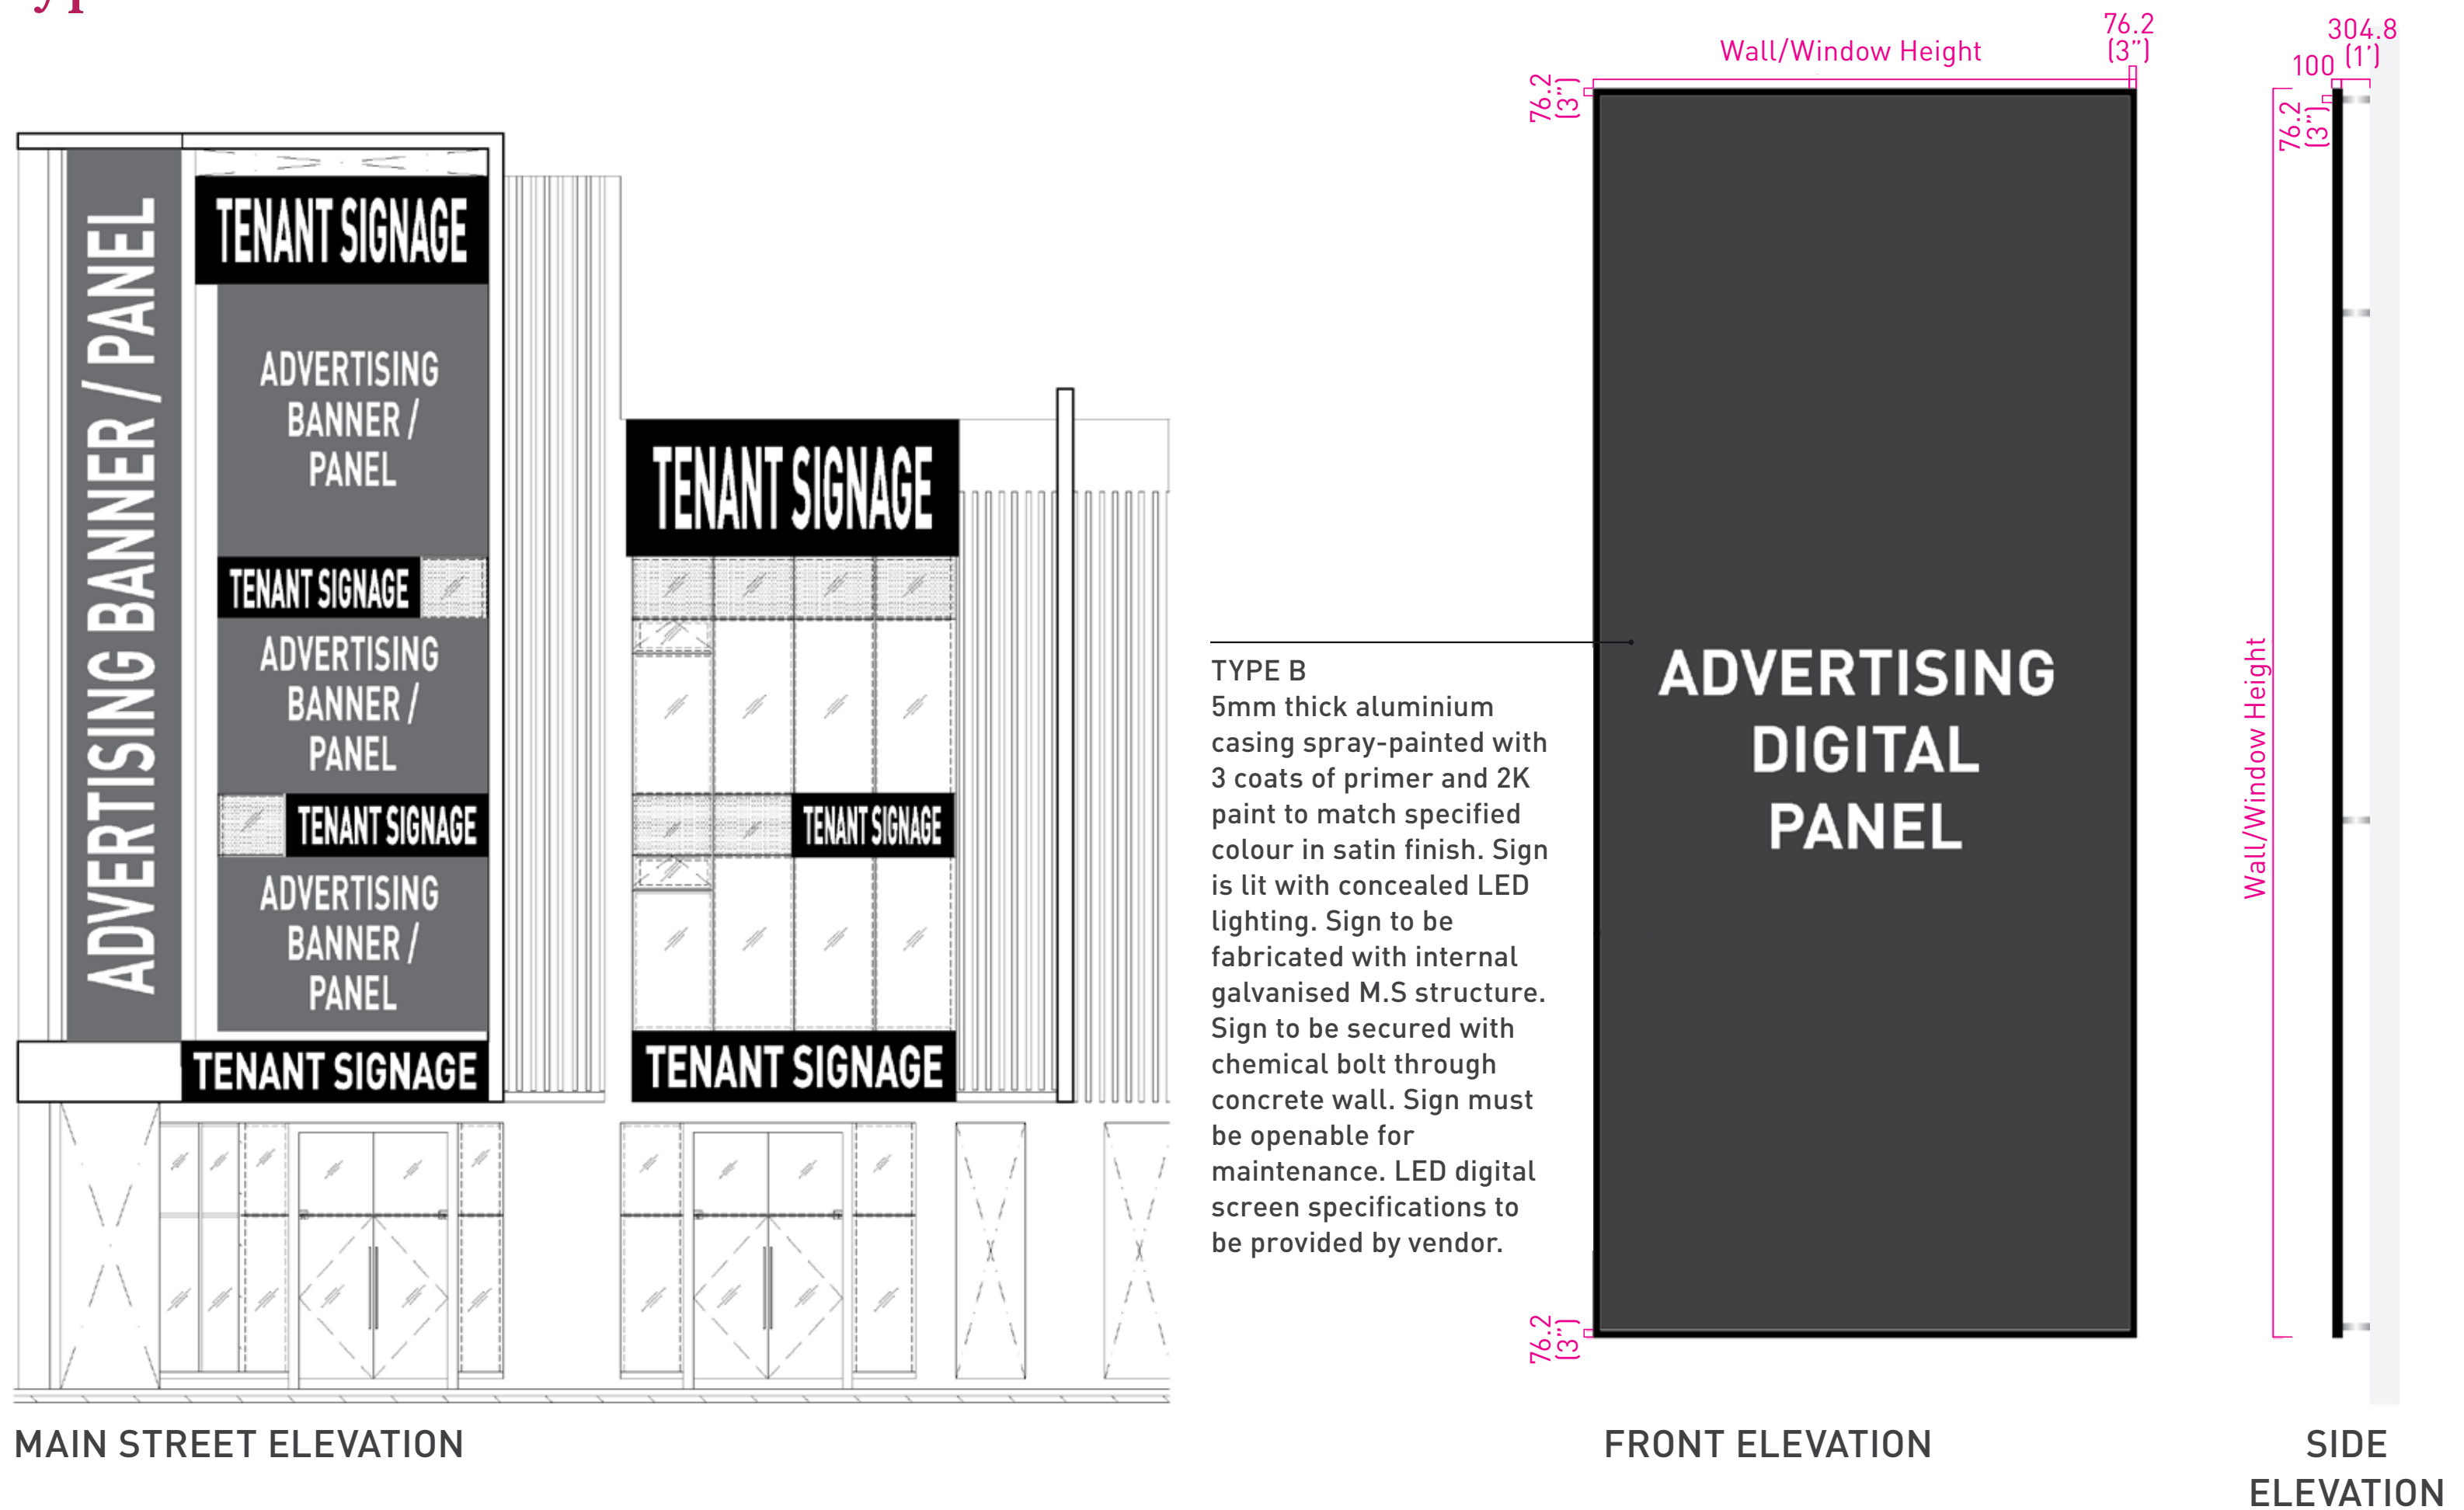 ADVERTISING BANNER / PANEL
TENANT SIGNAGE
ADVERTISING
BANNER /
PANEL
TENANT SIGNAGE
ADVERTISING
BANNER /
PANEL
TENANT SIGNAGE
ADVERTISING
BANNER /
PANEL
TENANT SIGNAGE
TENANT SIGNAGE
TENANT SIGNAGE
TENANT SIGNAGE
MAIN STREET ELEVATION
TYPE B
5mm thick aluminium
casing spray-painted with
3 coats of primer and 2K
paint to match specified
colour in satin finish. Sign
is lit with concealed LED
lighting. Sign to be
fabricated with internal
galvanised M.S structure.
Sign to be secured with
chemical bolt through
concrete wall. Sign must
be openable for
maintenance. LED digital
screen specifications to
be provided by vendor.
Wall/Window Height
76.2
(3")
76.2
(3")
ADVERTISING
DIGITAL
PANEL
76.2
(3")
FRONT ELEVATION
304.8
(1')
100
76.2
(3")
Wall/Window Height
SIDE
ELEVATION